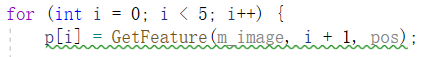 for (int i = 0; i < 5; i++) {
p[i] = GetFeature(m_image, i + 1, pos);